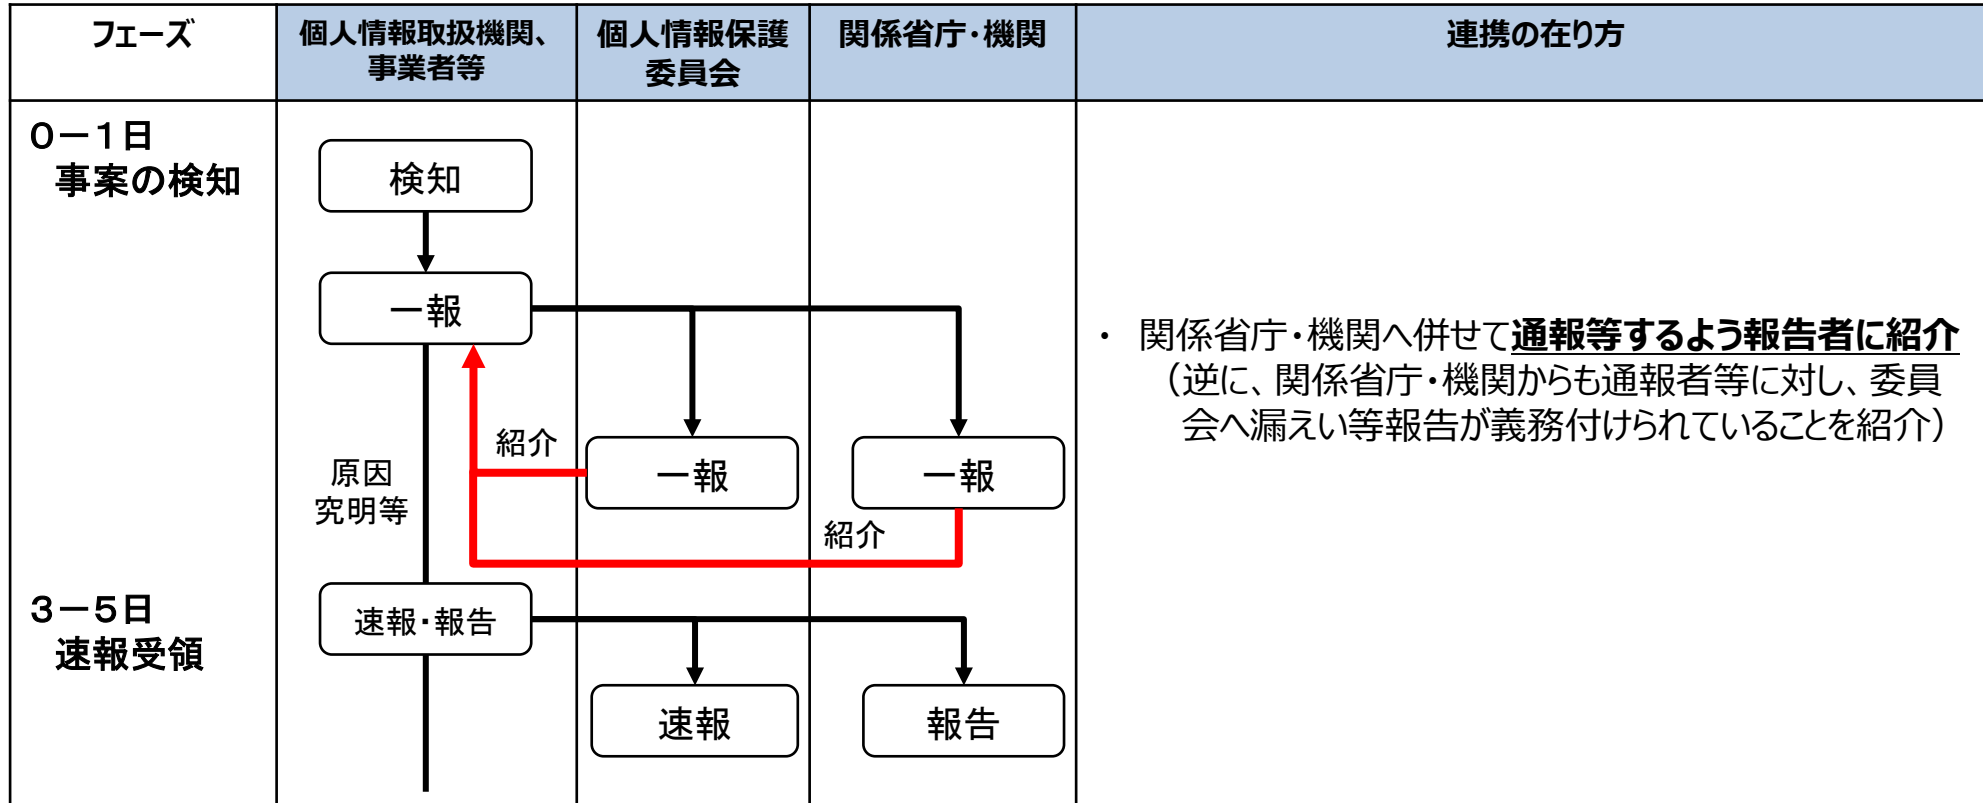 フェーズ
個人情報取扱機関、
事業者等
個人情報保護
委員会
関係省庁・機関
連携の在り方
0－1日
事案の検知
検知
一報
・ 関係省庁・機関へ併せて通報等するよう報告者に紹介
（逆に、関係省庁・機関からも通報者等に対し、委員
会へ漏えい等報告が義務付けられていることを紹介）
紹介
一報
一報
原因
究明等
紹介
3－5日
速報受領
速報・報告
速報
報告